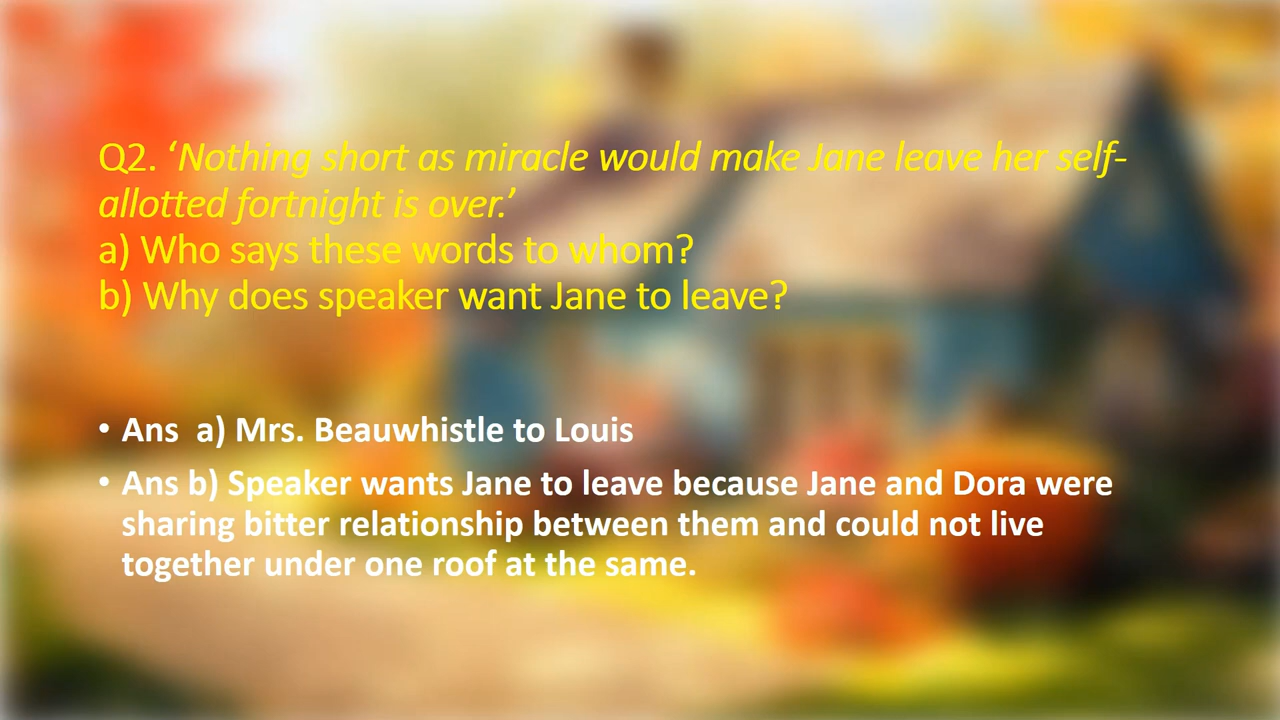 Q2. ‘Nothing short as miracle would make Jane leave her self-
allotted fortnight is over.’
a) Who says these words to whom?
b) Why does speaker want Jane to leave?
• Ans  a) Mrs. Beauwhistle to Louis
• Ans b) Speaker wants Jane to leave because Jane and Dora were
sharing bitter relationship between them and could not live
together under one roof at the same.